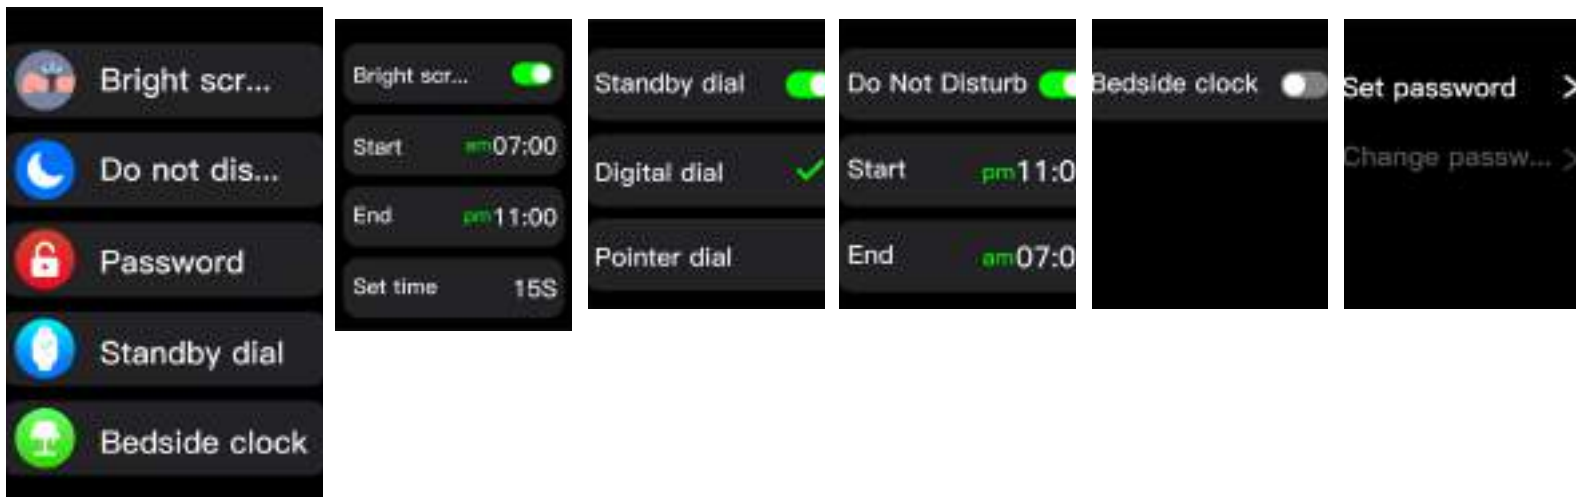 Bright scr...
Do not dis...
Password
Standby dial
Bedside clock
Bright scr...
Start am07:00
End pm11:00
Set time 15S
Standby dial
Digital dial
Pointer dial
Do Not Disturb
Start pm11:0
End am07:0
Bedside clock
Set password
Change passw...